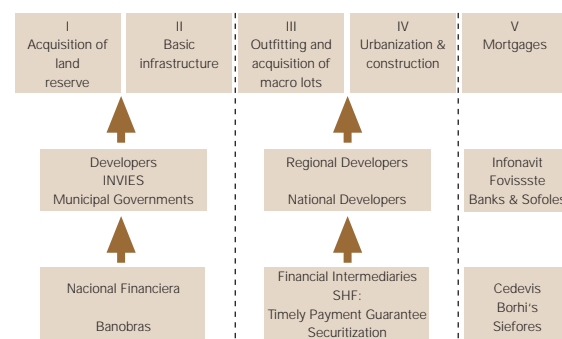 I
Acquisition of
land
reserve
II
Basic
infrastructure
III
Outfitting and
acquisition of
macro lots
IV
Urbanization &
construction
V
Mortgages
Developers
INVIES
Municipal Governments
Regional Developers
National Developers
Infonavit
Fovissste
Banks & Sofoles
Nacional Financiera
Banobras
Financial Intermediaries
SHF:
Timely Payment Guarantee
Securitization
Cedevis
Borhi's
Siefores